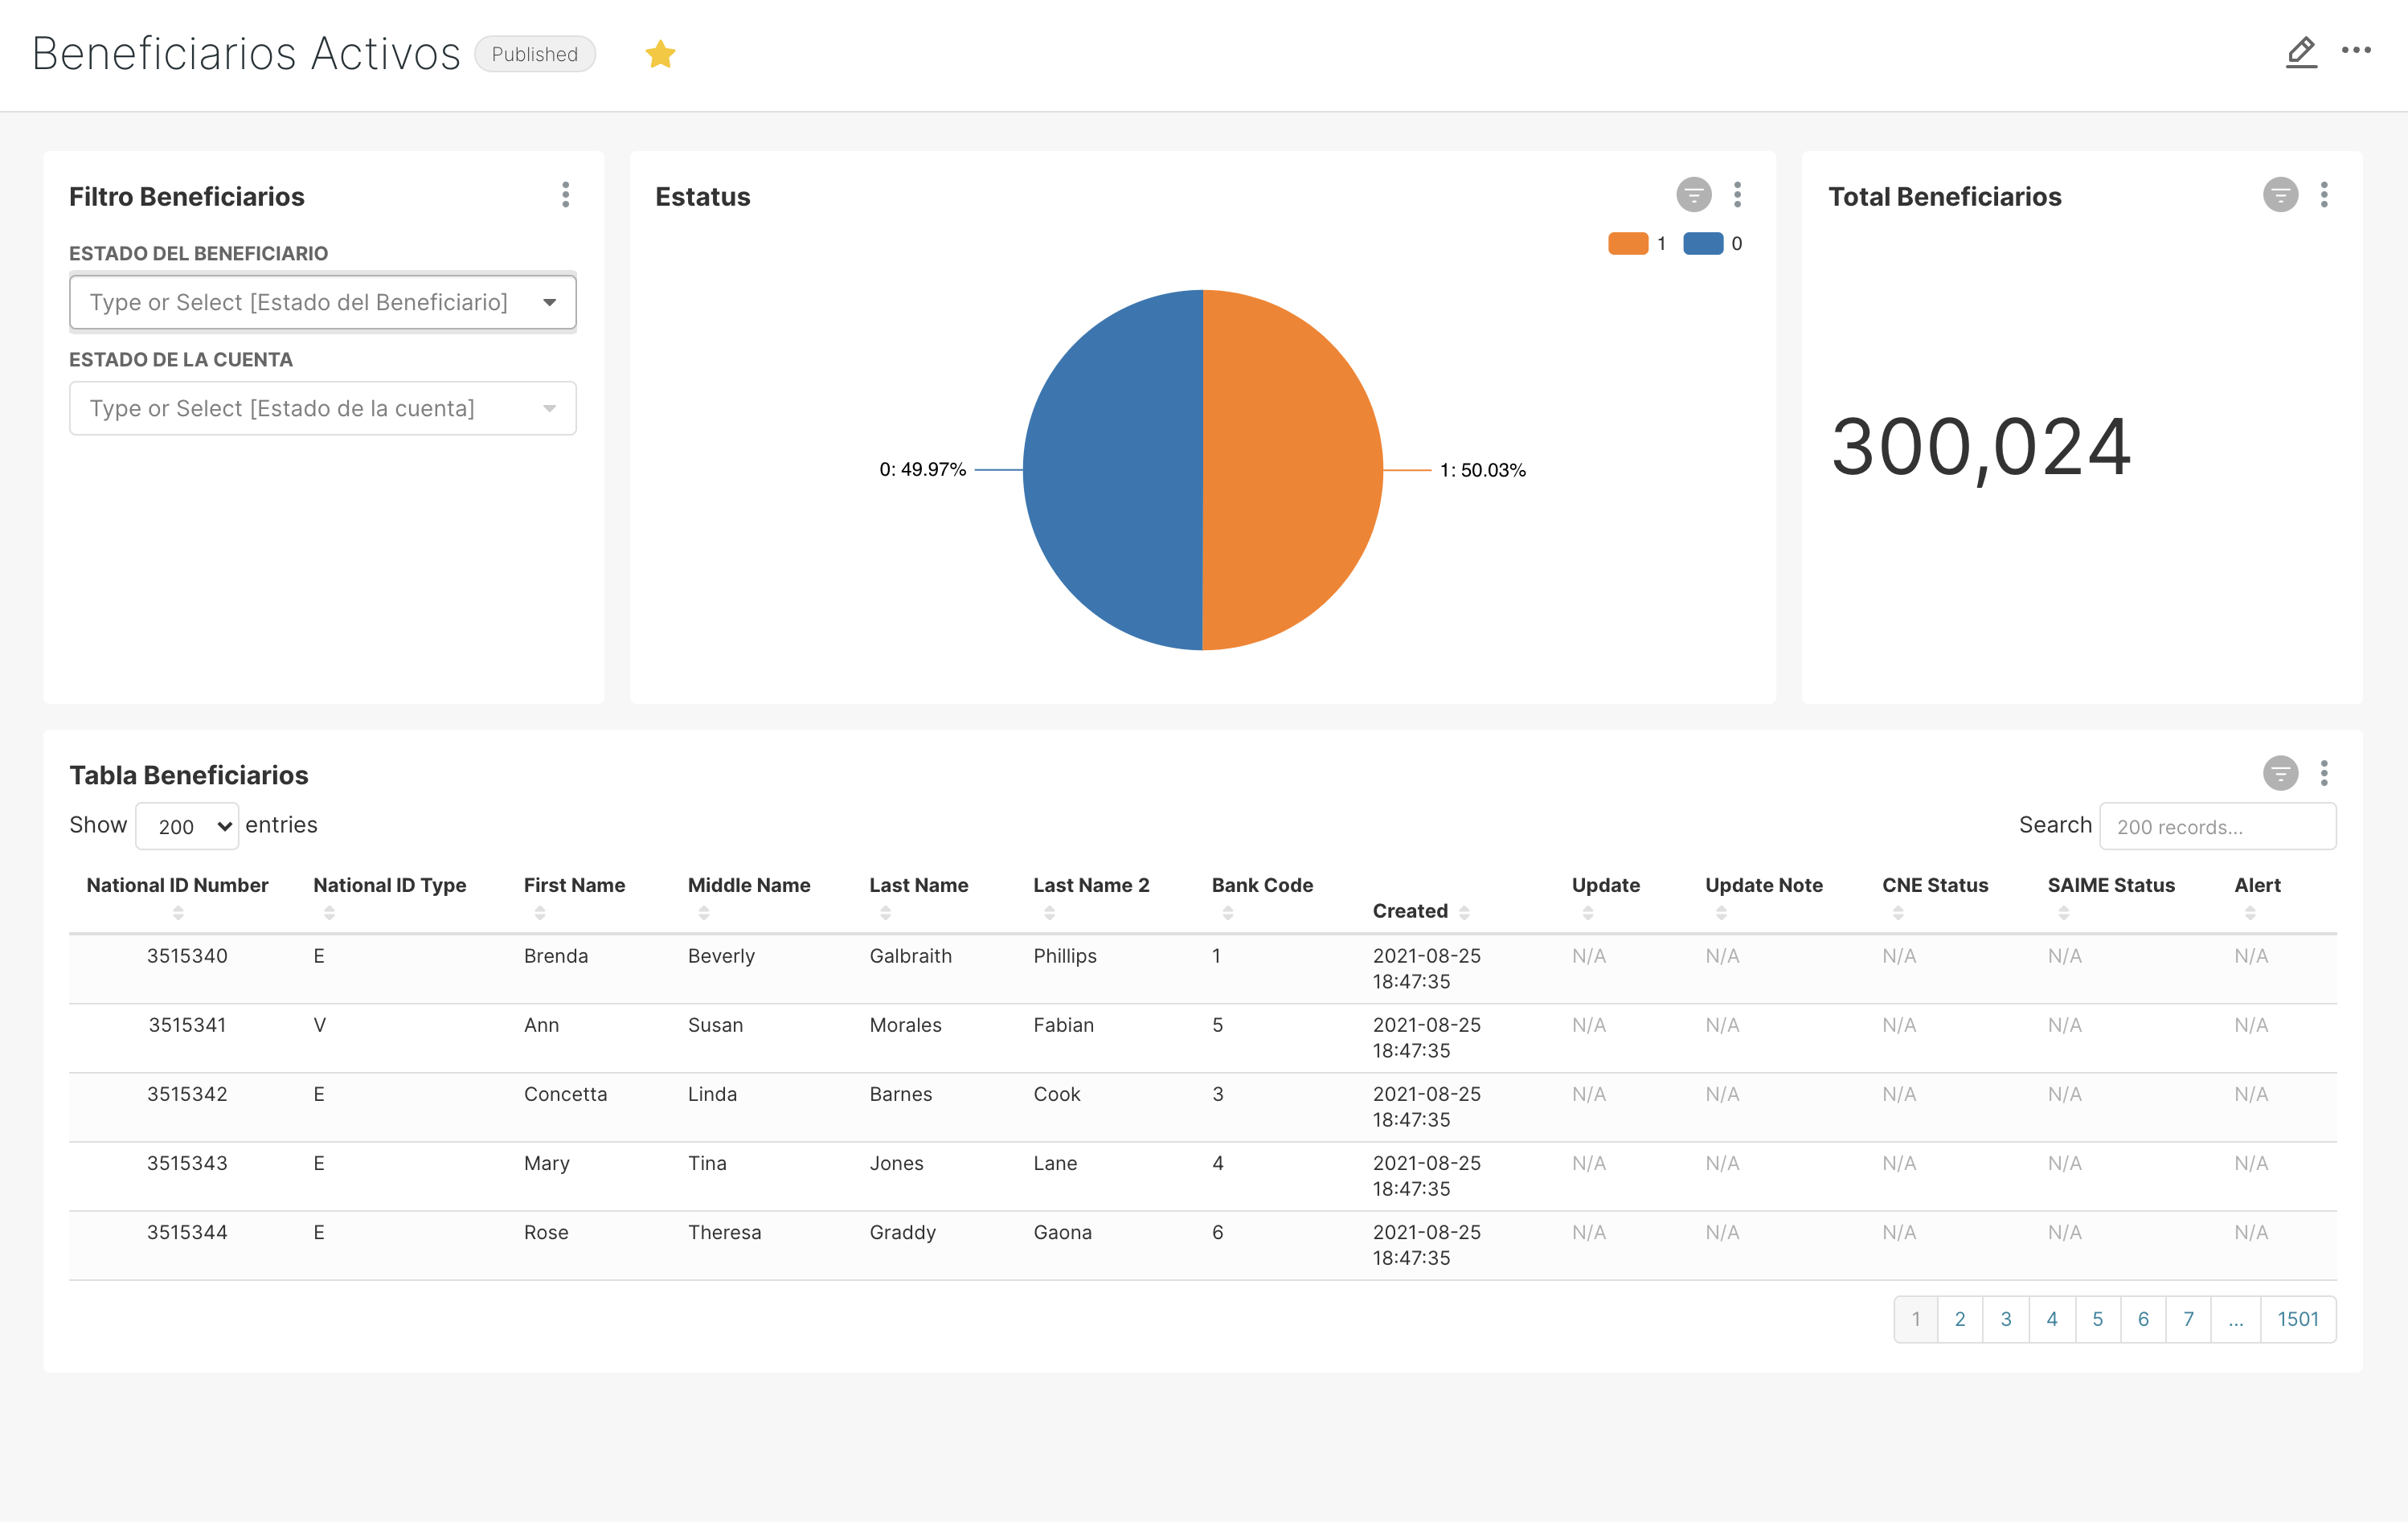 Beneficiarios Activos Published
Filtro Beneficiarios
ESTADO DEL BENEFICIARIO
Type or Select [Estado del Beneficiario]
ESTADO DE LA CUENTA
Type or Select [Estado de la cuenta]
Estatus
1 0
0: 49.97% 1: 50.03%
Total Beneficiarios
300,024
Tabla Beneficiarios
Show 200 entries Search 200 records...
National ID Number National ID Type First Name Middle Name Last Name Last Name 2 Bank Code Created Update Update Note CNE Status SAIME Status Alert
3515340 E Brenda Beverly Galbraith Phillips 1 2021-08-25 N/A N/A N/A N/A N/A
18:47:35
3515341 V Ann Susan Morales Fabian 5 2021-08-25 N/A N/A N/A N/A N/A
18:47:35
3515342 E Concetta Linda Barnes Cook 3 2021-08-25 N/A N/A N/A N/A N/A
18:47:35
3515343 E Mary Tina Jones Lane 4 2021-08-25 N/A N/A N/A N/A N/A
18:47:35
3515344 E Rose Theresa Graddy Gaona 6 2021-08-25 N/A N/A N/A N/A N/A
18:47:35
1 2 3 4 5 6 7 ... 1501